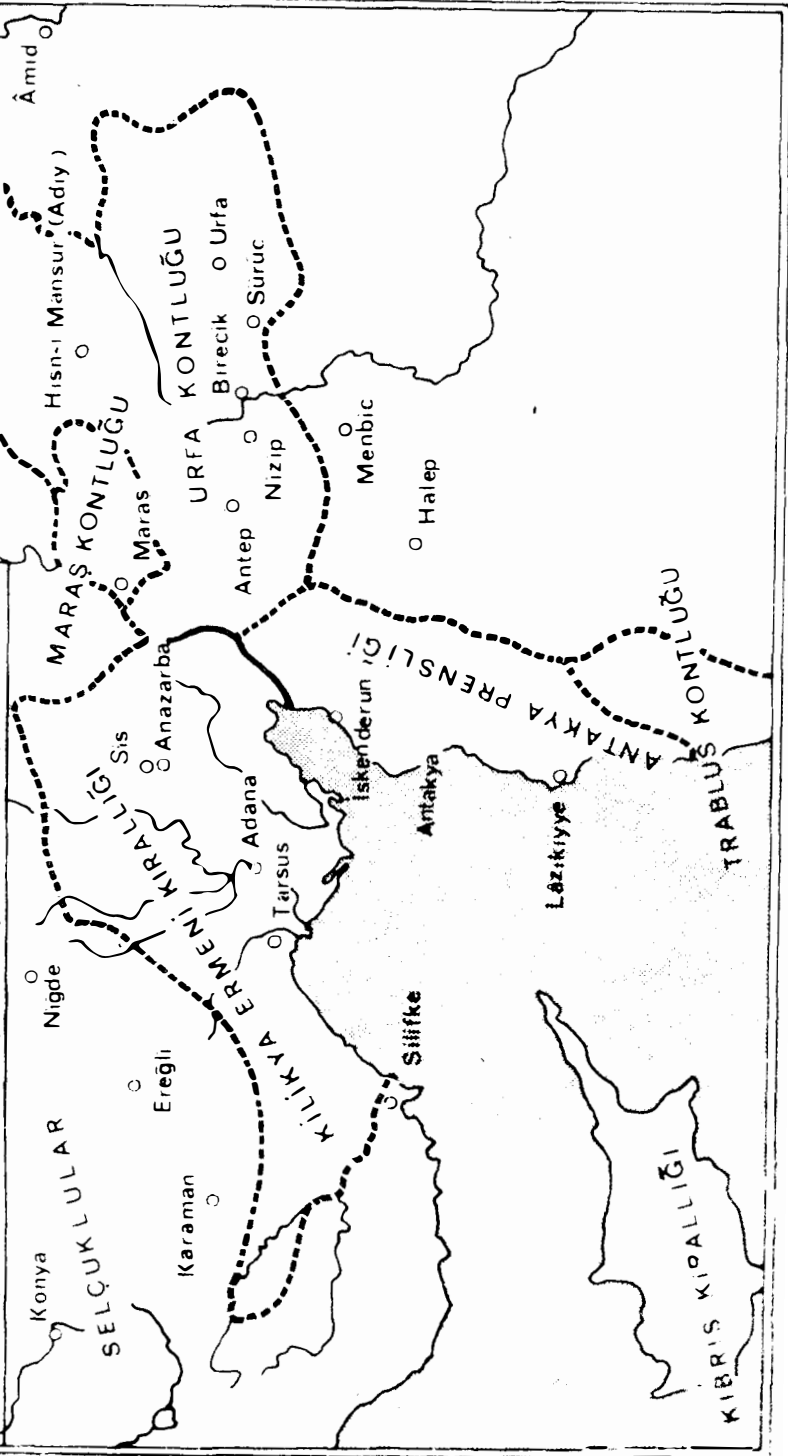 Âmid
Hısn-ı Mansur (Adıy)
MARAŞ KONTLUĞU
Maras
URFA KONTLUĞU
Urfa
Birecik
Süruc
Nizip
Antep
Menbic
Halep
Konya
SELÇUKLULAR
Karaman
Ereğli
Niğde
KİLİKYA ERMENİ KIRALLIĞI
Sis
Anazarba
Adana
Tarsus
Silifke
İskenderun
Antakya
ANTAKYA PRENSLİĞİ
Lâzıkıyye
TRABLUS KONTLUĞU
KIBRIS KIRALLIĞI